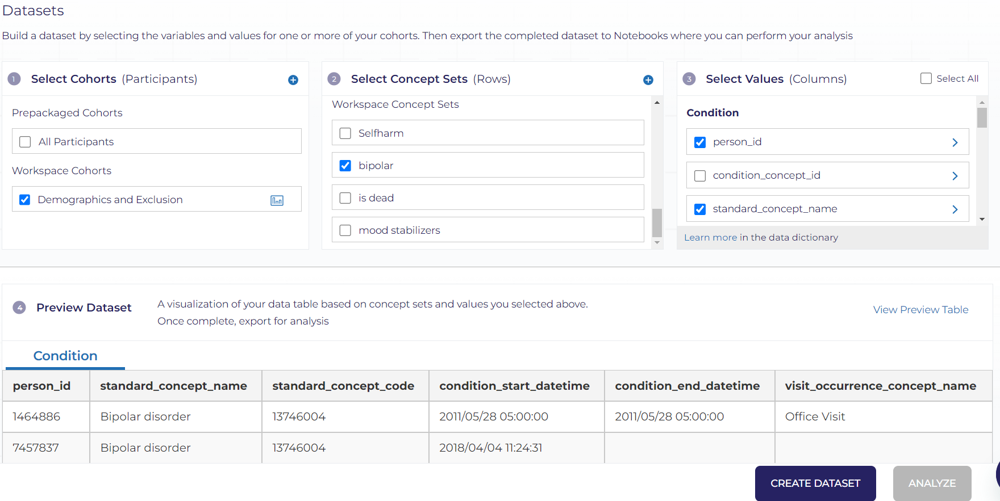 Datasets
Build a dataset by selecting the variables and values for one or more of your cohorts. Then export the completed dataset to Notebooks where you can perform your analysis
1 Select Cohorts (Participants)
Prepackaged Cohorts
All Participants
Workspace Cohorts
Demographics and Exclusion
2 Select Concept Sets (Rows)
Workspace Concept Sets
Selfharm
bipolar
is dead
mood stabilizers
3 Select Values (Columns) Select All
Condition
person_id
condition_concept_id
standard_concept_name
Learn more in the data dictionary
4 Preview Dataset
A visualization of your data table based on concept sets and values you selected above.
Once complete, export for analysis
View Preview Table
Condition
person_id standard_concept_name standard_concept_code condition_start_datetime condition_end_datetime visit_occurrence_concept_name
1464886 Bipolar disorder 13746004 2011/05/28 05:00:00 2011/05/28 05:00:00 Office Visit
7457837 Bipolar disorder 13746004 2018/04/04 11:24:31
CREATE DATASET ANALYZE